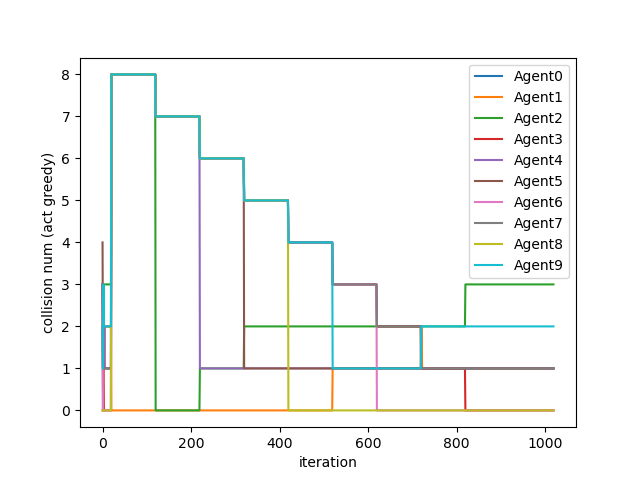 8
7
6
5
4
3
2
1
0
collision num (act greedy)
Agent0
Agent1
Agent2
Agent3
Agent4
Agent5
Agent6
Agent7
Agent8
Agent9
0 200 400 600 800 1000
iteration